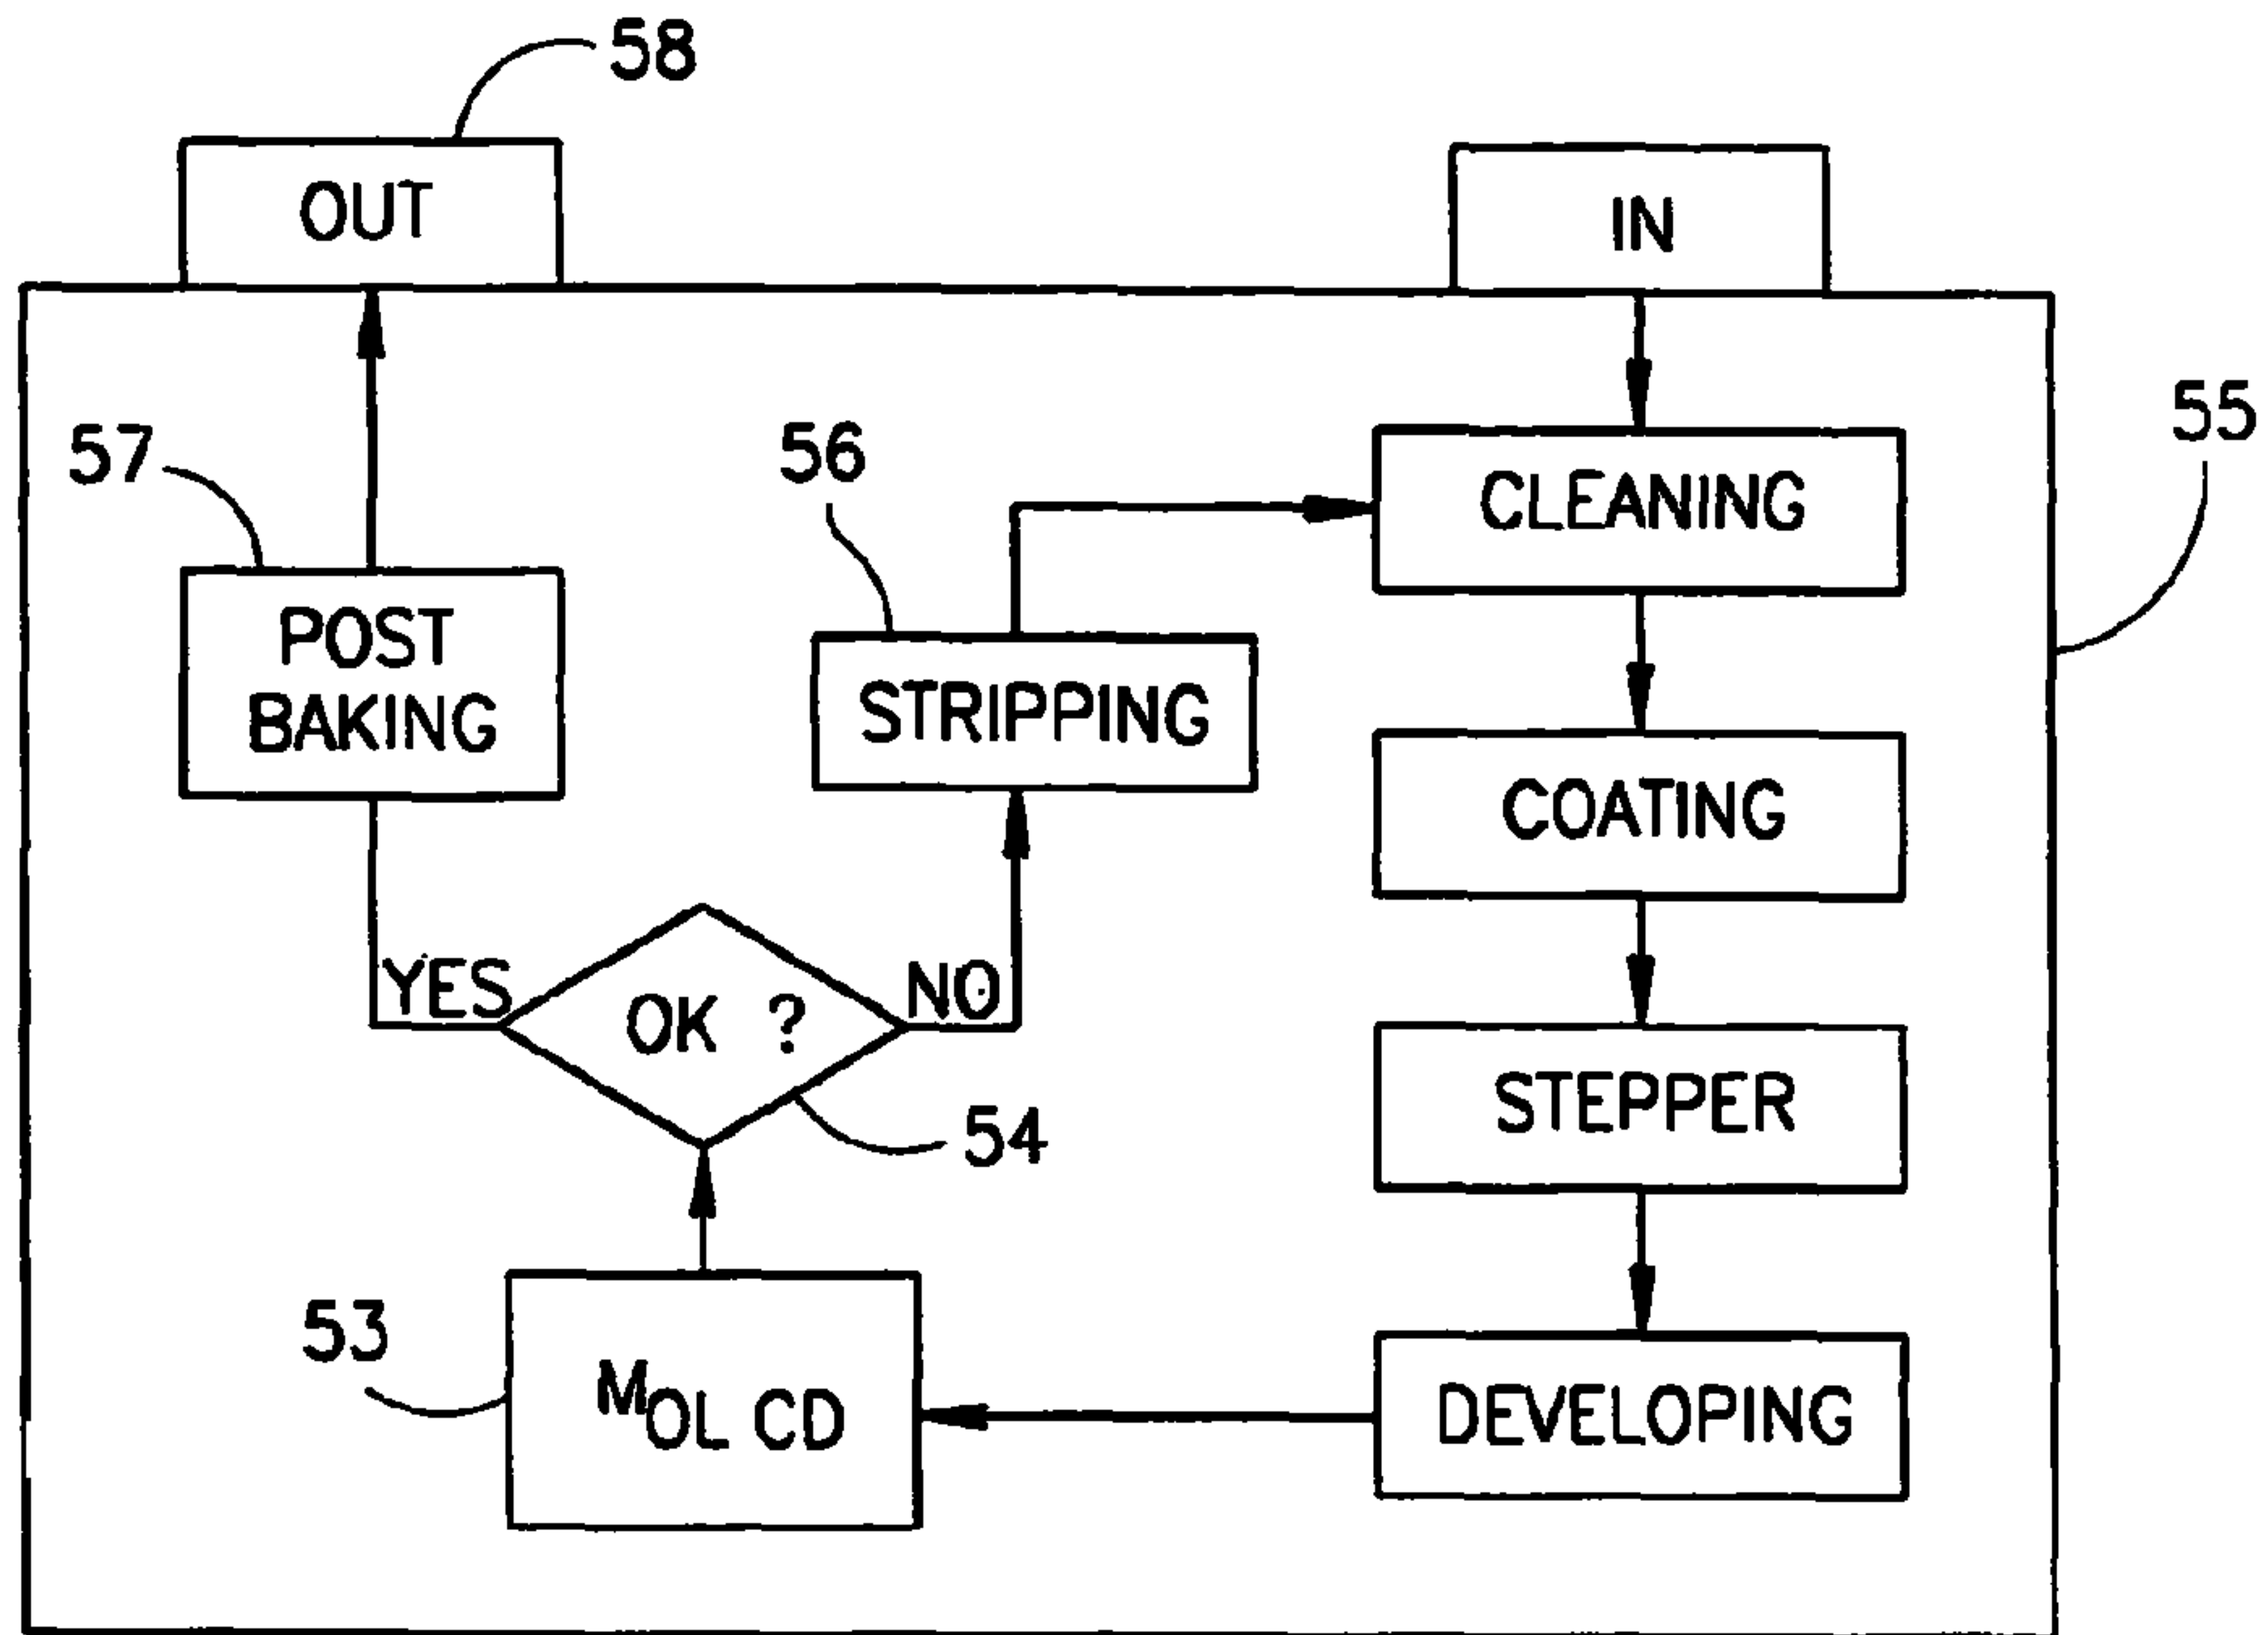 58
OUT
IN
55
57
56
CLEANING
POST
BAKING
STRIPPING
COATING
YES
NO
OK ?
STEPPER
54
53
MOL CD
DEVELOPING